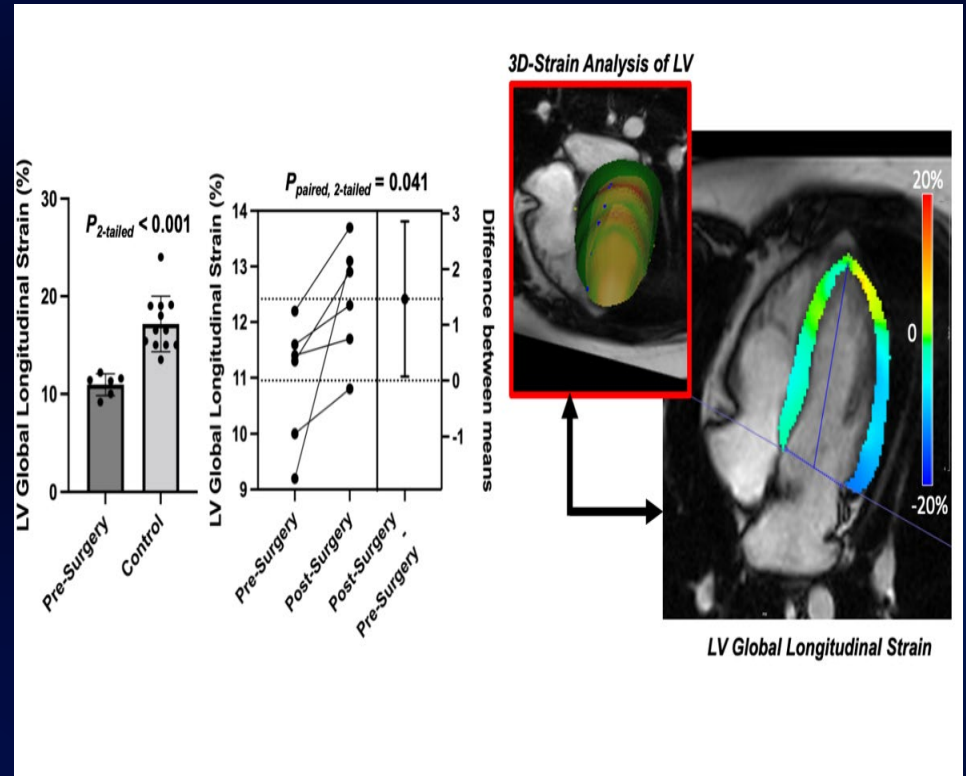 3D-Strain Analysis of LV
LV Global Longitudinal Strain (%)
30
20
10
0
P2-tailed < 0.001
Pre-Surgery
Control
LV Global Longitudinal Strain (%)
Ppaired, 2-tailed = 0.041
14
13
12
11
10
9
3
2
1
0
-1
Difference between means
Pre-Surgery
Post-Surgery
Post-Surgery
-
Pre-Surgery
20%
0
-20%
LV Global Longitudinal Strain